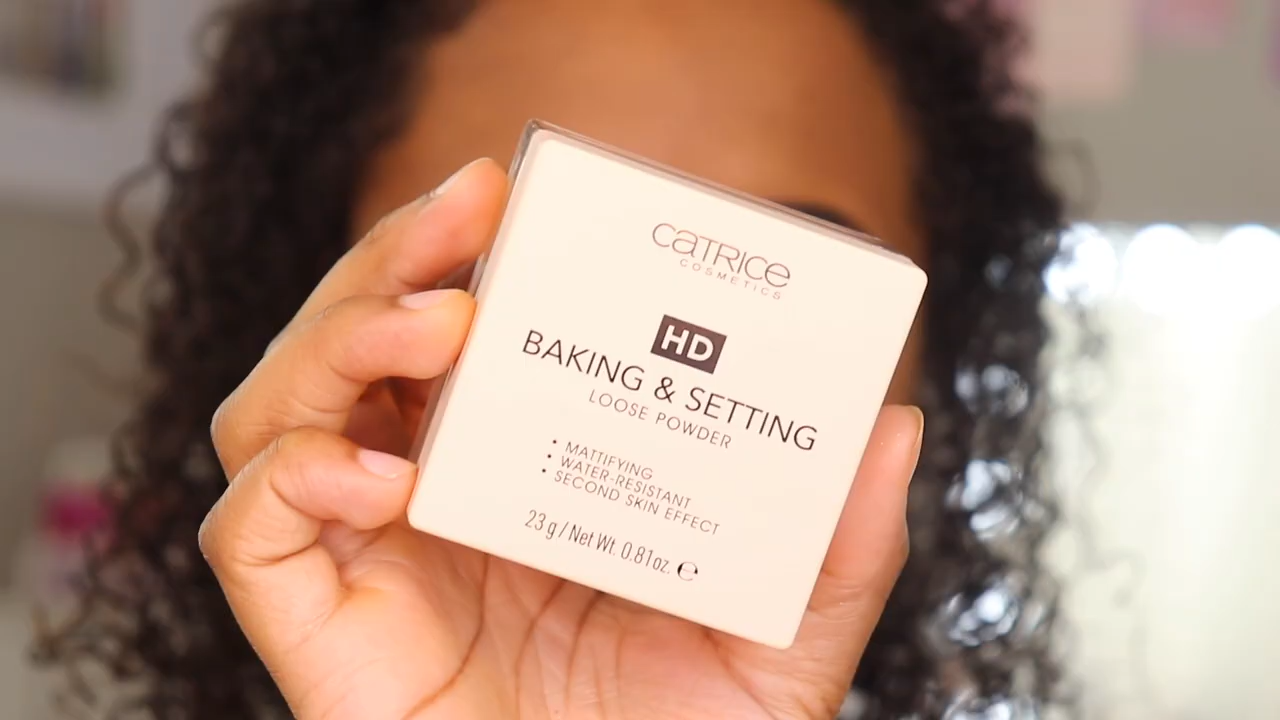 CATRICE
COSMETICS
HD
BAKING & SETTING
LOOSE POWDER
• MATTIFYING
• WATER-RESISTANT
• SECOND SKIN EFFECT
23 g / Net Wt. 0.81oz. ℮